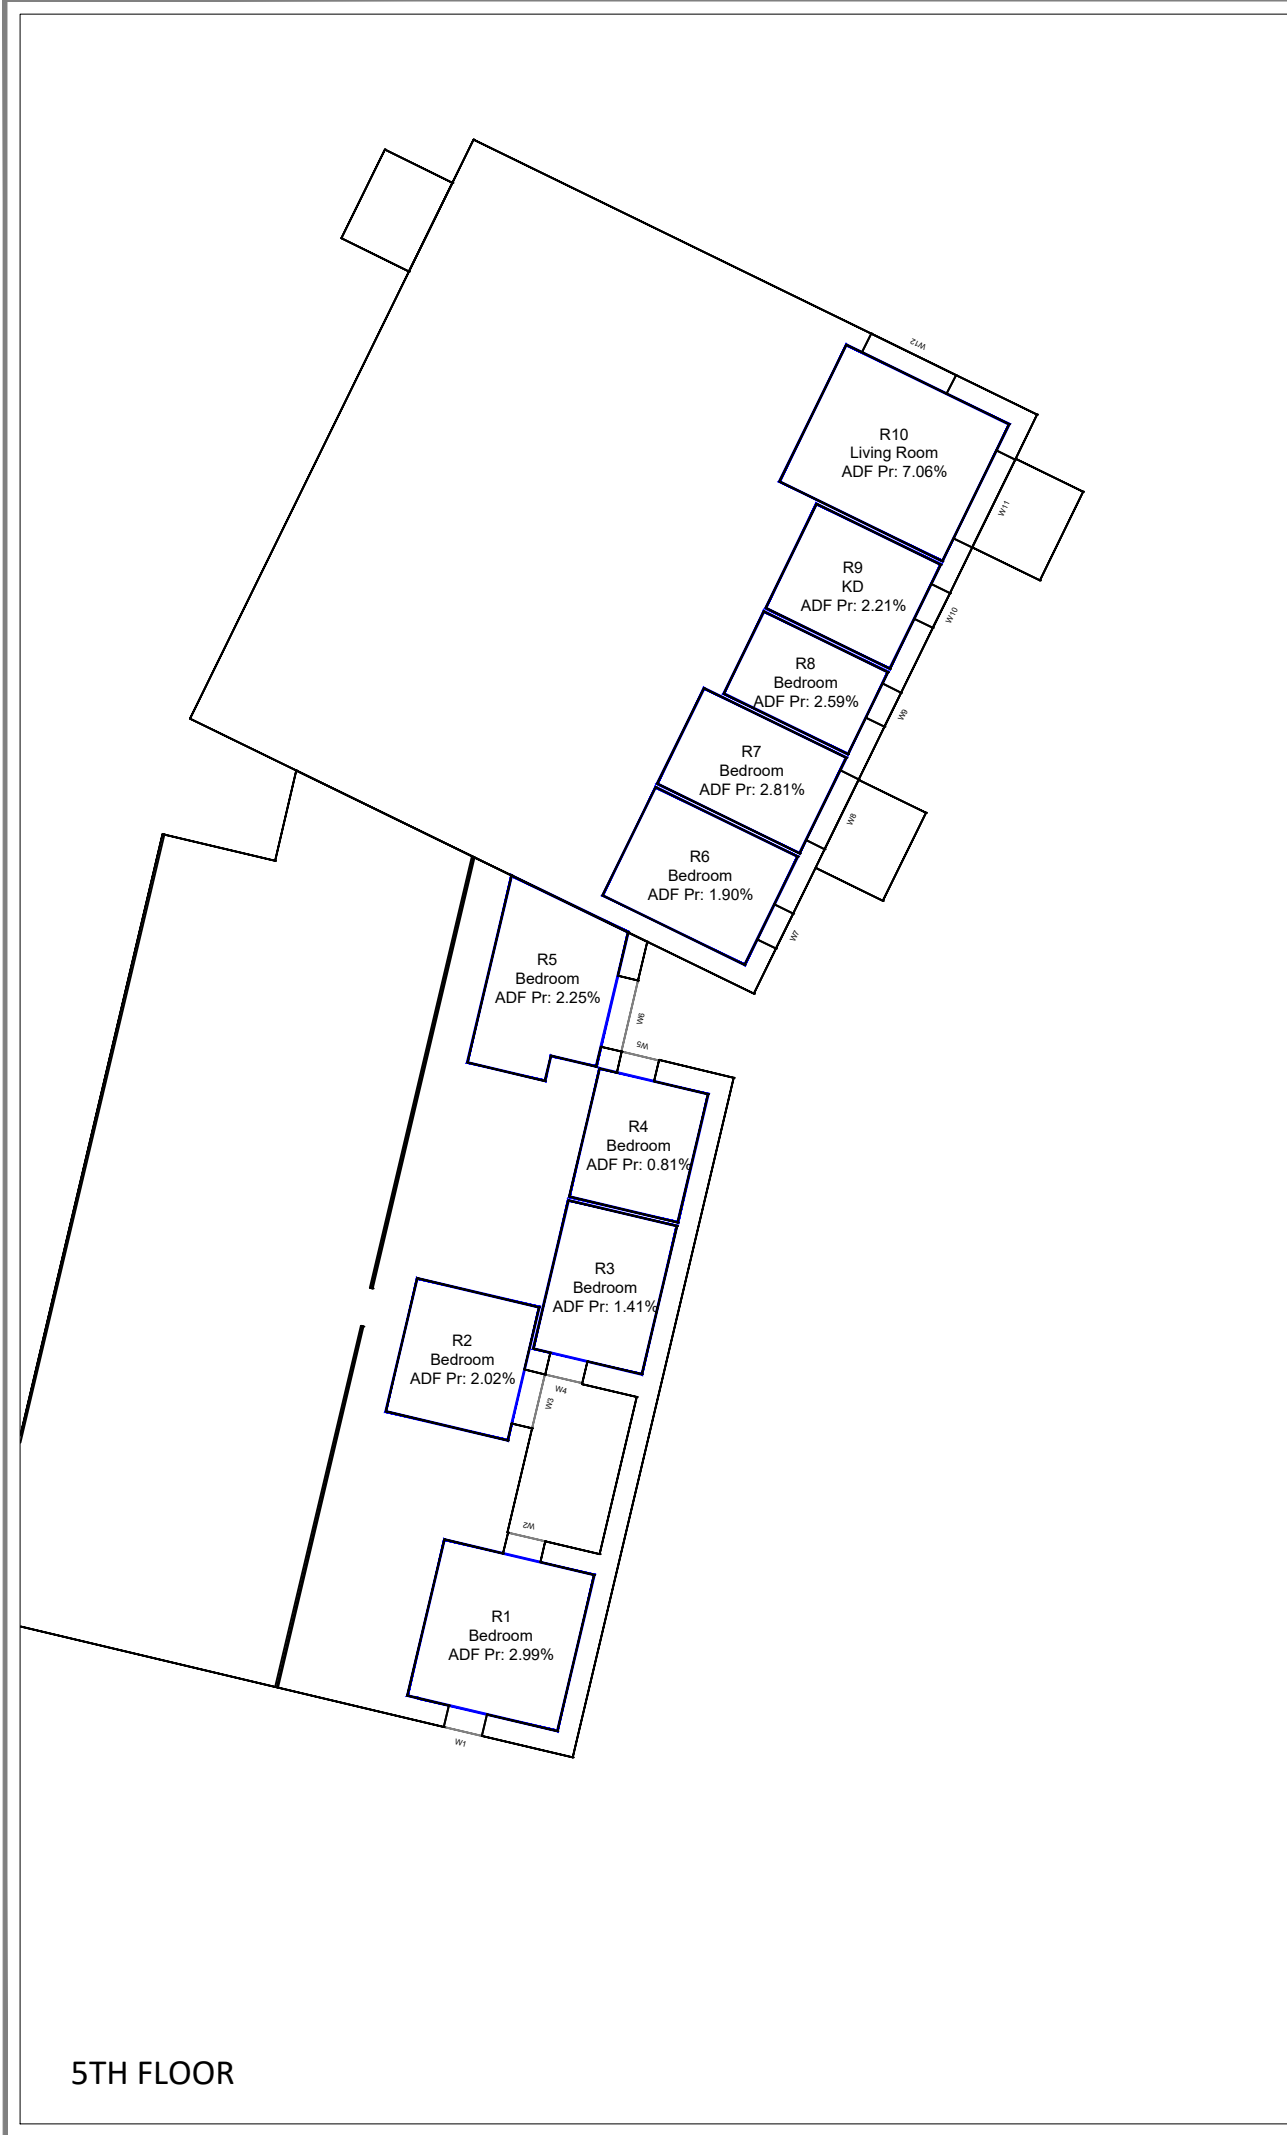 W12
R10
Living Room
ADF Pr: 7.06%
W11
R9
KD
ADF Pr: 2.21%
W10
R8
Bedroom
ADF Pr: 2.59%
W9
R7
Bedroom
ADF Pr: 2.81%
W8
R6
Bedroom
ADF Pr: 1.90%
W7
R5
Bedroom
ADF Pr: 2.25%
W6
W5
R4
Bedroom
ADF Pr: 0.81%
R3
Bedroom
ADF Pr: 1.41%
R2
Bedroom
ADF Pr: 2.02%
W4
W3
W2
R1
Bedroom
ADF Pr: 2.99%
W1
5TH FLOOR